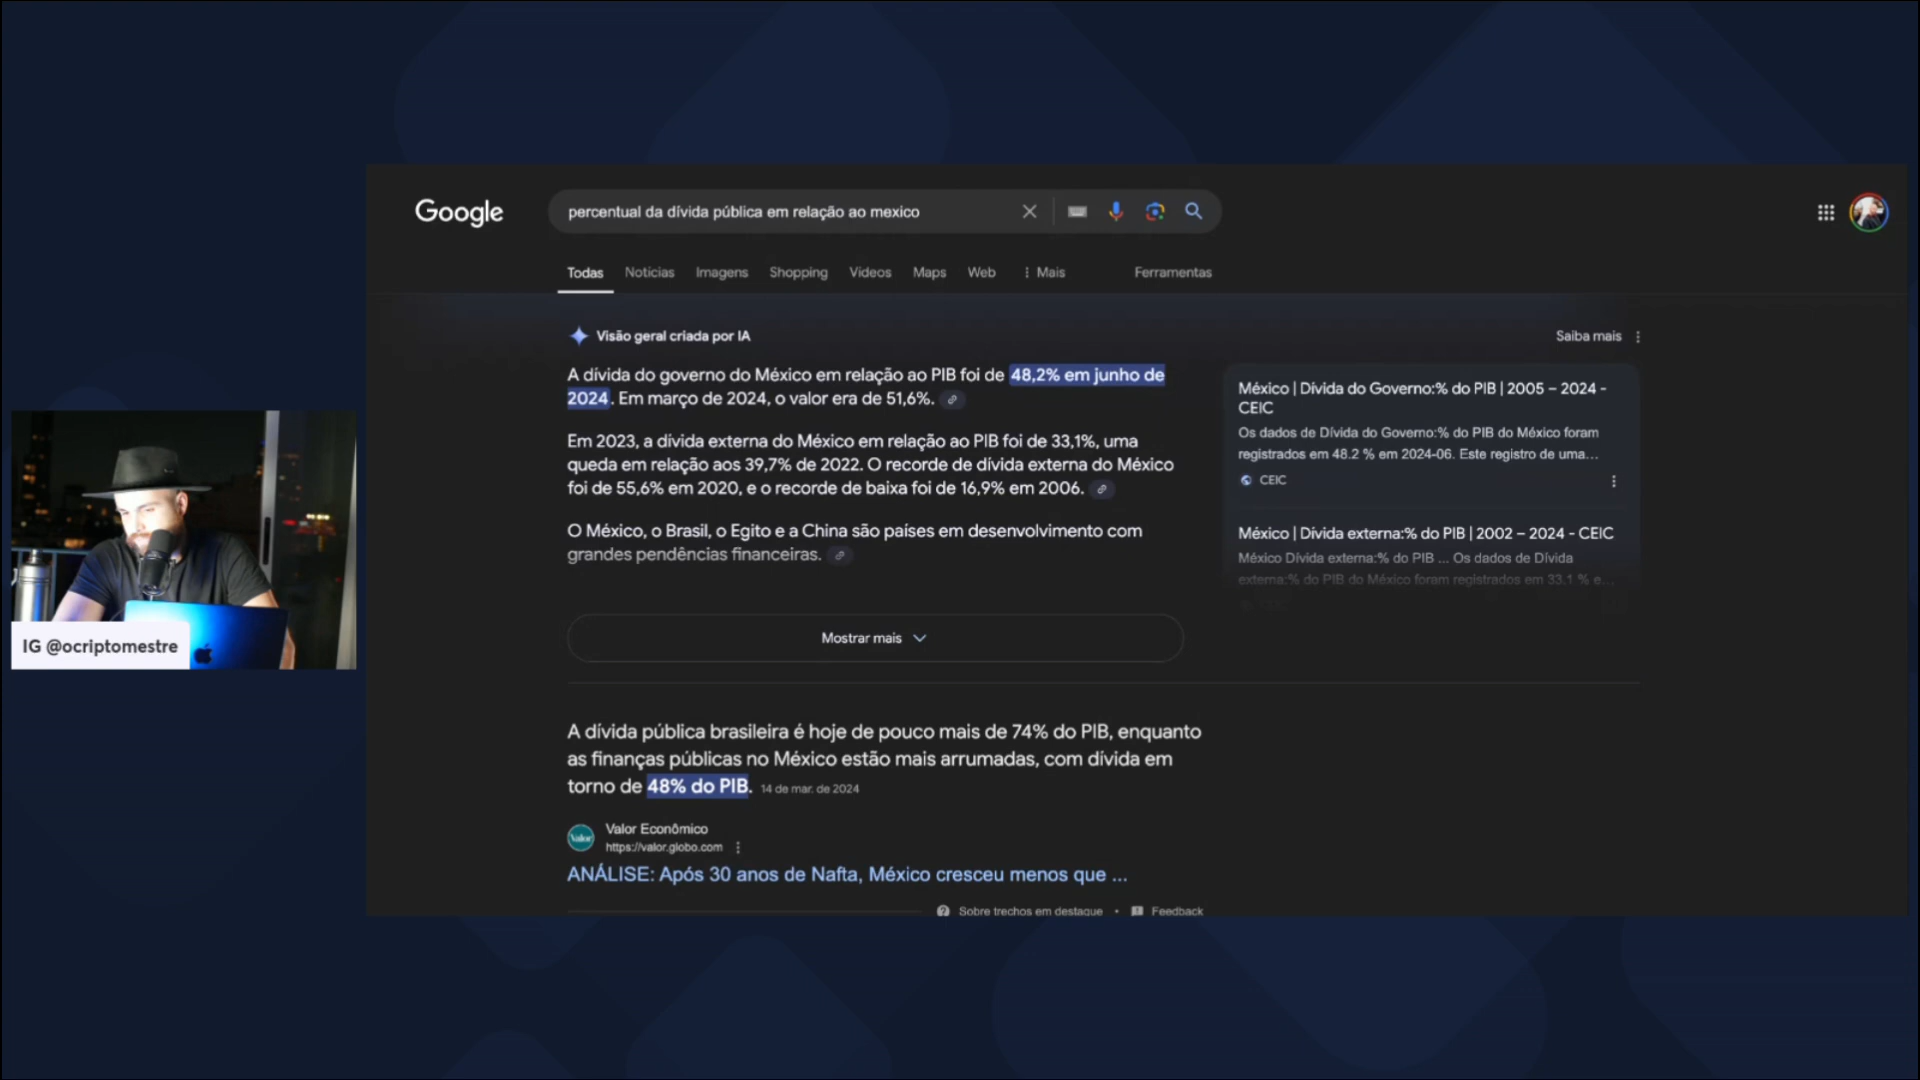 Google
percentual da dívida pública em relação ao mexico
Todas Notícias Imagens Shopping Vídeos Maps Web Mais Ferramentas
Visão geral criada por IA
Saiba mais
A dívida do governo do México em relação ao PIB foi de 48,2% em junho de
2024. Em março de 2024, o valor era de 51,6%.
Em 2023, a dívida externa do México em relação ao PIB foi de 33,1%, uma
queda em relação aos 39,7% de 2022. O recorde de dívida externa do México
foi de 55,6% em 2020, e o recorde de baixa foi de 16,9% em 2006.
O México, o Brasil, o Egito e a China são países em desenvolvimento com
grandes pendências financeiras.
México | Dívida do Governo:% do PIB | 2005 – 2024 -
CEIC
Os dados de Dívida do Governo:% do PIB do México foram
registrados em 48.2 % em 2024-06. Este registro de uma...
CEIC
México | Dívida externa:% do PIB | 2002 – 2024 - CEIC
México Dívida externa:% do PIB ... Os dados de Dívida
externa:% do PIB do México foram registrados em 33.1 % e...
Mostrar mais
A dívida pública brasileira é hoje de pouco mais de 74% do PIB, enquanto
as finanças públicas no México estão mais arrumadas, com dívida em
torno de 48% do PIB. 14 de mar. de 2024
Valor
Valor Econômico
https://valor.globo.com
ANÁLISE: Após 30 anos de Nafta, México cresceu menos que ...
Sobre trechos em destaque • Feedback
IG @ocriptomestre